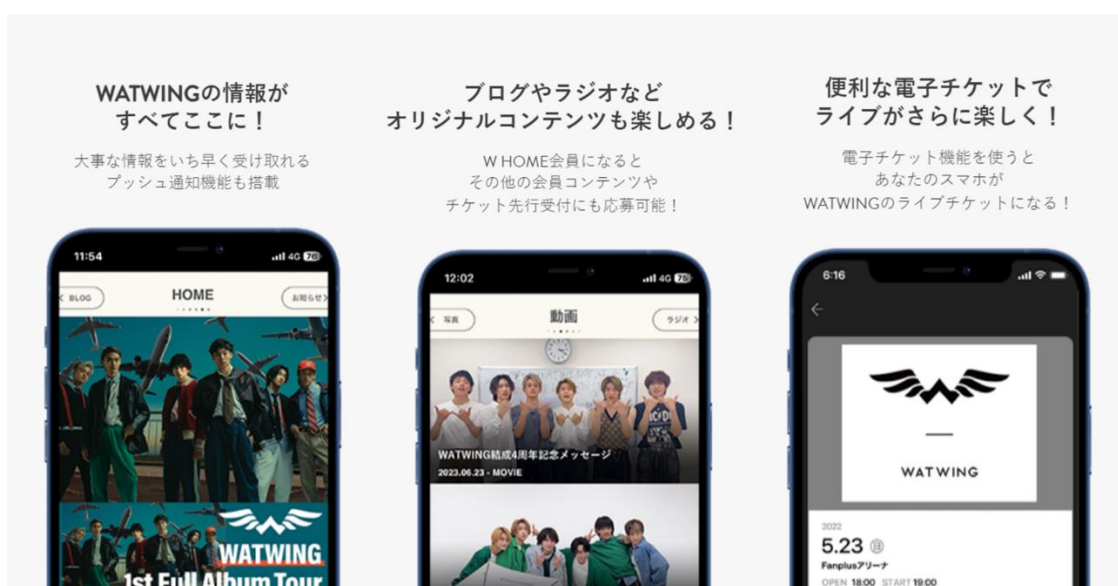 WATWINGの情報が
すべてここに！
大事な情報をいち早く受け取れる
プッシュ通知機能も搭載
11:54
4G 76
BLOG
HOME
お知らせ
WATWING
1st Full Album Tour
ブログやラジオなど
オリジナルコンテンツも楽しめる！
W HOME会員になると
その他の会員コンテンツや
チケット先行受付にも応募可能！
12:02
4G 76
写真
動画
ラジオ
WATWING結成4周年記念メッセージ
2023.06.23 - MOVIE
便利な電子チケットで
ライブがさらに楽しく！
電子チケット機能を使うと
あなたのスマホが
WATWINGのライブチケットになる！
6:16
WATWING
2022
5.23 日
Fanplusアリーナ
OPEN 18:00 START 19:00